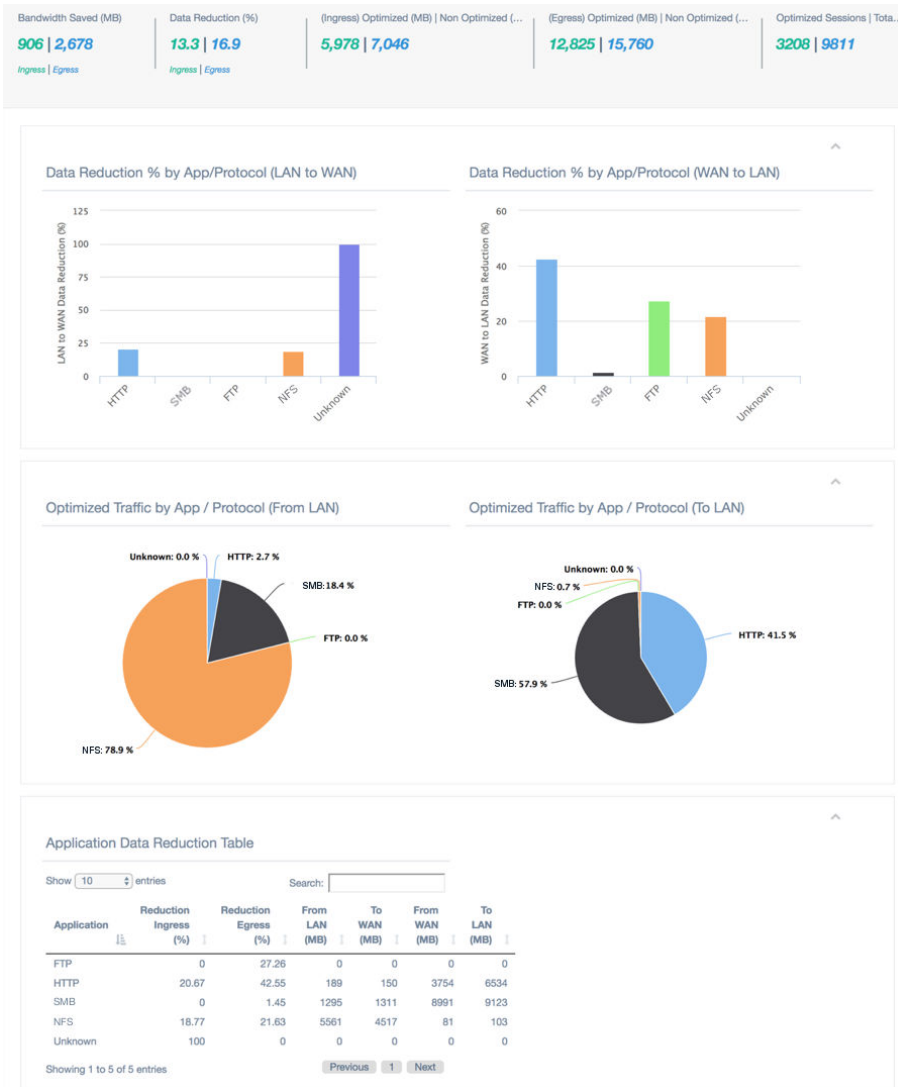 Bandwidth Saved (MB)
906 | 2,678
Ingress | Egress
Data Reduction (%)
13.3 | 16.9
Ingress | Egress
(Ingress) Optimized (MB) | Non Optimized (...
5,978 | 7,046
(Egress) Optimized (MB) | Non Optimized (...
12,825 | 15,760
Optimized Sessions | Tota...
3208 | 9811
Data Reduction % by App/Protocol (LAN to WAN)
LAN to WAN Data Reduction (%)
125
100
75
50
25
0
HTTP
SMB
FTP
NFS
Unknown
Data Reduction % by App/Protocol (WAN to LAN)
WAN to LAN Data Reduction (%)
60
40
20
0
HTTP
SMB
FTP
NFS
Unknown
Optimized Traffic by App / Protocol (From LAN)
Unknown: 0.0 %
HTTP: 2.7 %
SMB: 18.4 %
FTP: 0.0 %
NFS: 78.9 %
Optimized Traffic by App / Protocol (To LAN)
Unknown: 0.0 %
NFS: 0.7 %
FTP: 0.0 %
HTTP: 41.5 %
SMB: 57.9 %
Application Data Reduction Table
Show 10 entries
Search:
Application Reduction Ingress (%) Reduction Egress (%) From LAN (MB) To WAN (MB) From WAN (MB) To LAN (MB)
FTP 0 27.26 0 0 0 0
HTTP 20.67 42.55 189 150 3754 6534
SMB 0 1.45 1295 1311 8991 9123
NFS 18.77 21.63 5561 4517 81 103
Unknown 100 0 0 0 0 0
Showing 1 to 5 of 5 entries
Previous 1 Next